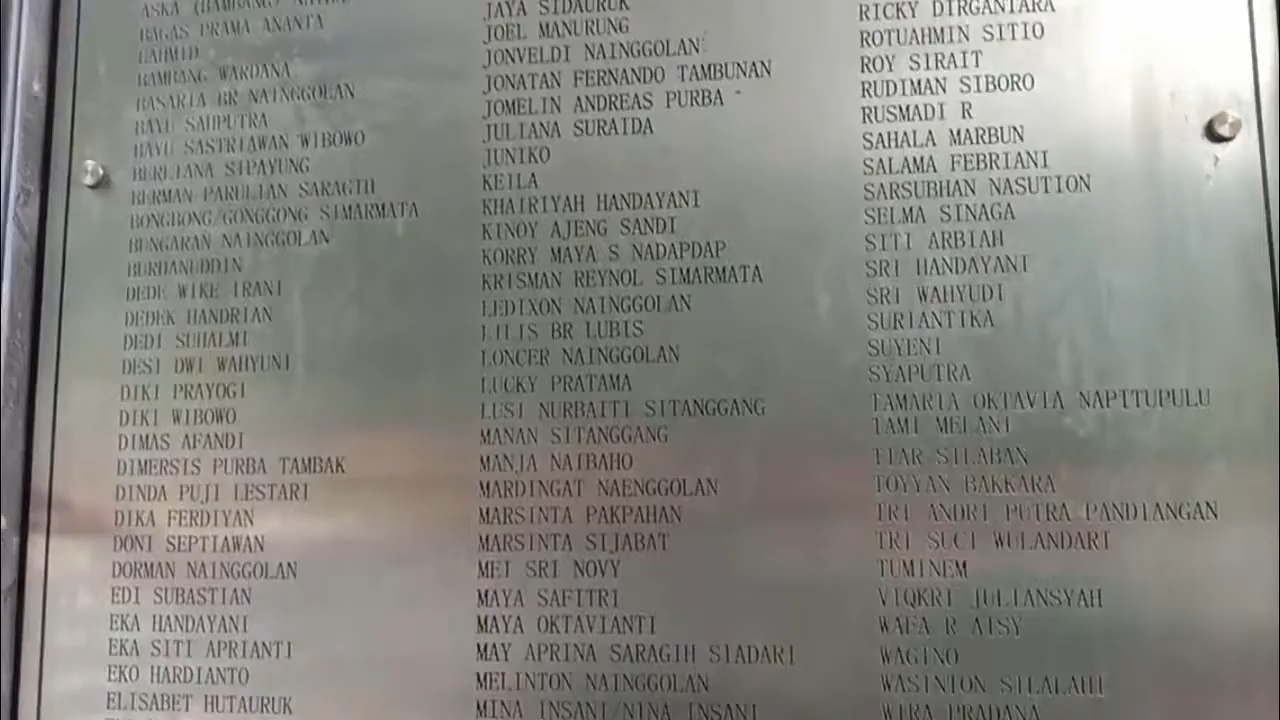 BAGAS PRAMA ANANTA
BAHMID
BAMBANG WARDANA
BASARIA BR NAINGGOLAN
BAYU SAHPUTRA
BAYU SASTRIAWAN WIBOWO
BERLIANA SIPAYUNG
BERMAN PARULIAN SARAGIH
BONGBONG/GONGGONG SIMARMATA
BUNGARAN NAINGGOLAN
BURHANUDDIN
DEDE WIKE IRANI
DEDEK HANDRIAN
DEDI SUHALMI
DESI DWI WAHYUNI
DIKI PRAYOGI
DIKI WIBOWO
DIMAS AFANDI
DIMERSIS PURBA TAMBAK
DINDA PUJI LESTARI
DIKA FERDIYAN
DONI SEPTIAWAN
DORMAN NAINGGOLAN
EDI SUBASTIAN
EKA HANDAYANI
EKA SITI APRIANTI
EKO HARDIANTO
ELISABET HUTAURUK
JAYA SIDAURUK
JOEL MANURUNG
JONVELDI NAINGGOLAN
JONATAN FERNANDO TAMBUNAN
JOMELIN ANDREAS PURBA
JULIANA SURAIDA
JUNIKO
KEILA
KHAIRIYAH HANDAYANI
KINOY AJENG SANDI
KORRY MAYA S NADAPDAP
KRISMAN REYNOL SIMARMATA
LEDIXON NAINGGOLAN
LILIS BR LUBIS
LONCER NAINGGOLAN
LUCKY PRATAMA
LUSI NURBAITI SITANGGANG
MANAN SITANGGANG
MANJA NAIBAHO
MARDINGAT NAENGGOLAN
MARSINTA PAKPAHAN
MARSINTA SIJABAT
MEI SRI NOVY
MAYA SAFITRI
MAYA OKTAVIANTI
MAY APRINA SARAGIH SIADARI
MELINTON NAINGGOLAN
MINA INSANI/NINA INSANI
RICKY DIRGANTARA
ROTUAHMIN SITIO
ROY SIRAIT
RUDIMAN SIBORO
RUSMADI R
SAHALA MARBUN
SALAMA FEBRIANI
SARSUBHAN NASUTION
SELMA SINAGA
SITI ARBIAH
SRI HANDAYANI
SRI WAHYUDI
SURIANTIKA
SUYENI
SYAPUTRA
TAMARIA OKTAVIA NAPITUPULU
TAMI MELANI
TIAR SILABAN
TOYYAN BAKKARA
TRI ANDRI PUTRA PANDIANGAN
TRI SUCI WULANDARI
TUMINEM
VIQKRI JULIANSYAH
WAFA R AISY
WAGINO
WASINTON SILALAHI
WIRA PRADANA